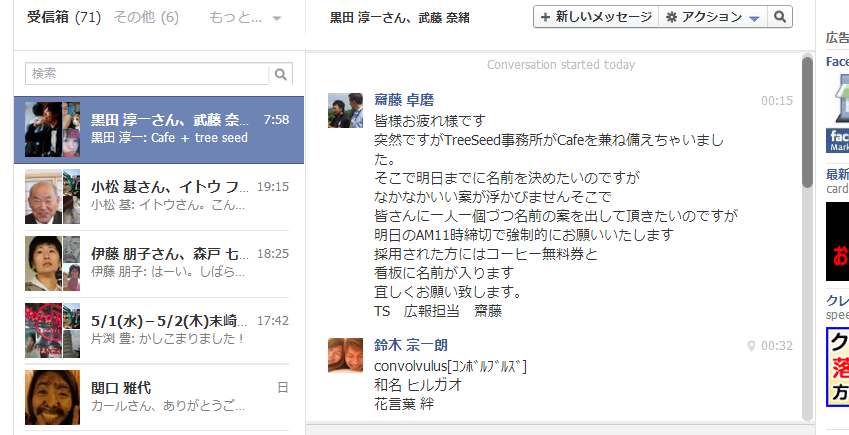 受信箱 (71) その他 (6) もっと...
検索
黒田 淳一さん、武藤 奈... 7:58
黒田 淳一: Cafe + tree seed
小松 基さん、イトウ フ... 19:15
小松 基: イトウさん。こん...
伊藤 朋子さん、森戸 七... 18:25
伊藤 朋子: はーい。しばら...
5/1(水)－5/2(木)末崎... 17:42
片渕 豊: かしこまりました！
関口 雅代 日
カールさん、ありがとうご...
黒田 淳一さん、武藤 奈緒
新しいメッセージ アクション
Conversation started today
齋藤 卓磨 00:15
皆様お疲れ様です
突然ですがTreeSeed事務所がCafeを兼ね備えちゃいまし
た。
そこで明日までに名前を決めたいのですが
なかなかいい案が浮かびませんそこで
皆さんに一人一個づつ名前の案を出して頂きたいのですが
明日のAM11時締切で強制的にお願いいたします
採用された方にはコーヒー無料券と
看板に名前が入ります
宜しくお願い致します。
TS　広報担当　齋藤
鈴木 宗一朗 00:32
convolvulus[ｺﾝﾎﾞﾙﾌﾞﾙｽﾞ]
和名 ヒルガオ
花言葉 絆
広告
Face
facebo
Mark
最新
card
お
クレ
spee
ク
落
方